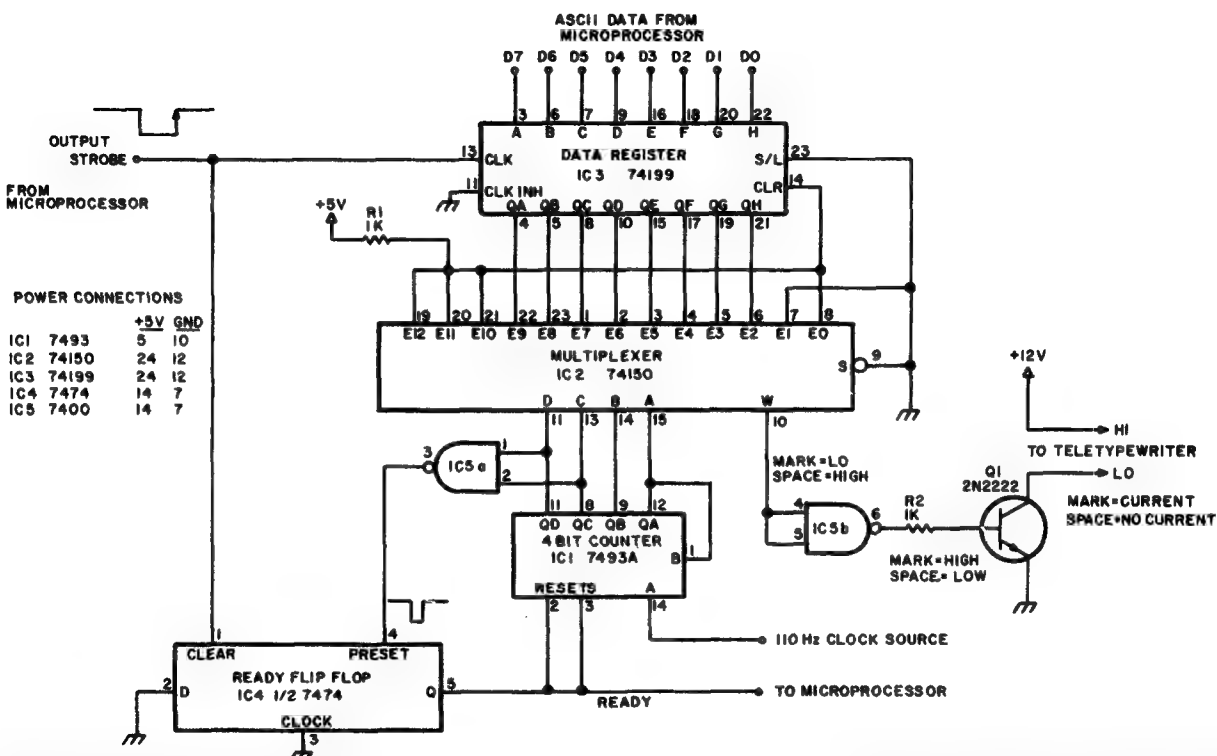 ASCII DATA FROM
MICROPROCESSOR
D7 D6 D5 D4 D3 D2 D1 D0
3 6 7 9 16 18 20 22
A B C D E F G H
OUTPUT
STROBE
FROM
MICROPROCESSOR
13 CLK
DATA REGISTER
IC3 74199
S/L 23
CLR 14
11 CLK INH
QA QB QC QD QE QF QG QH
4 5 8 10 15 17 19 21
+5V
R1
1K
POWER CONNECTIONS
+5V GND
IC1 7493 5 10
IC2 74150 24 12
IC3 74199 24 12
IC4 7474 14 7
IC5 7400 14 7
19 20 21 22 23 1 2 3 4 5 6 7 8
E12 E11 E10 E9 E8 E7 E6 E5 E4 E3 E2 E1 E0
MULTIPLEXER
IC2 74150
S 9
D C B A W
11 13 14 15 10
+12V
HI
TO TELETYPEWRITER
LO
MARK=CURRENT
SPACE=NO CURRENT
Q1
2N2222
3 IC5a 1
2
MARK=LO
SPACE=HIGH
4
5
IC5b 6
R2
1K
MARK=HIGH
SPACE=LOW
11 8 9 12
QD QC QB QA
4 BIT COUNTER
IC1 7493A
B 1
RESETS A
2 3 14
110 Hz CLOCK SOURCE
1 4
CLEAR PRESET
READY FLIP FLOP
IC4 1/2 7474
2 D
Q 5
CLOCK
3
READY
TO MICROPROCESSOR